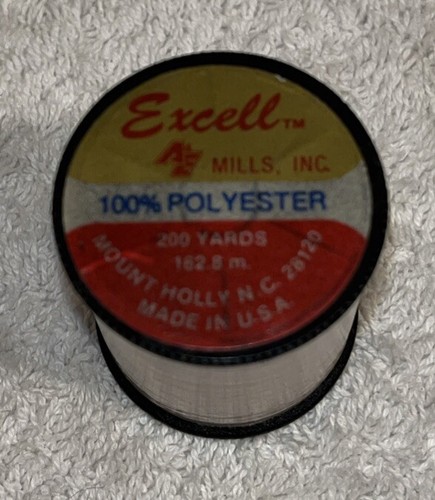 Excell™
AE MILLS, INC.
100% POLYESTER
200 YARDS
182.8 m.
MOUNT HOLLY N.C. 28120
MADE IN U.S.A.